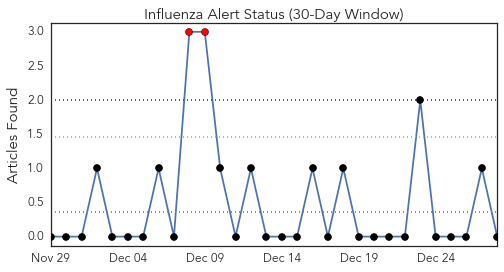 Influenza Alert Status (30-Day Window)
Articles Found
3.0
2.5
2.0
1.5
1.0
0.5
0.0
Nov 29 Dec 04 Dec 09 Dec 14 Dec 19 Dec 24